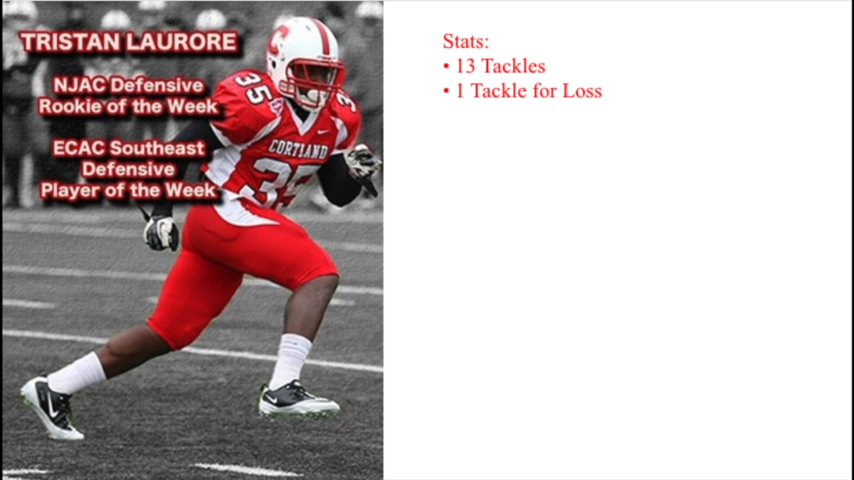 TRISTAN LAURORE
NJAC Defensive
Rookie of the Week
ECAC Southeast
Defensive
Player of the Week
35
3
C
CORTLAND
35
Stats:
• 13 Tackles
• 1 Tackle for Loss